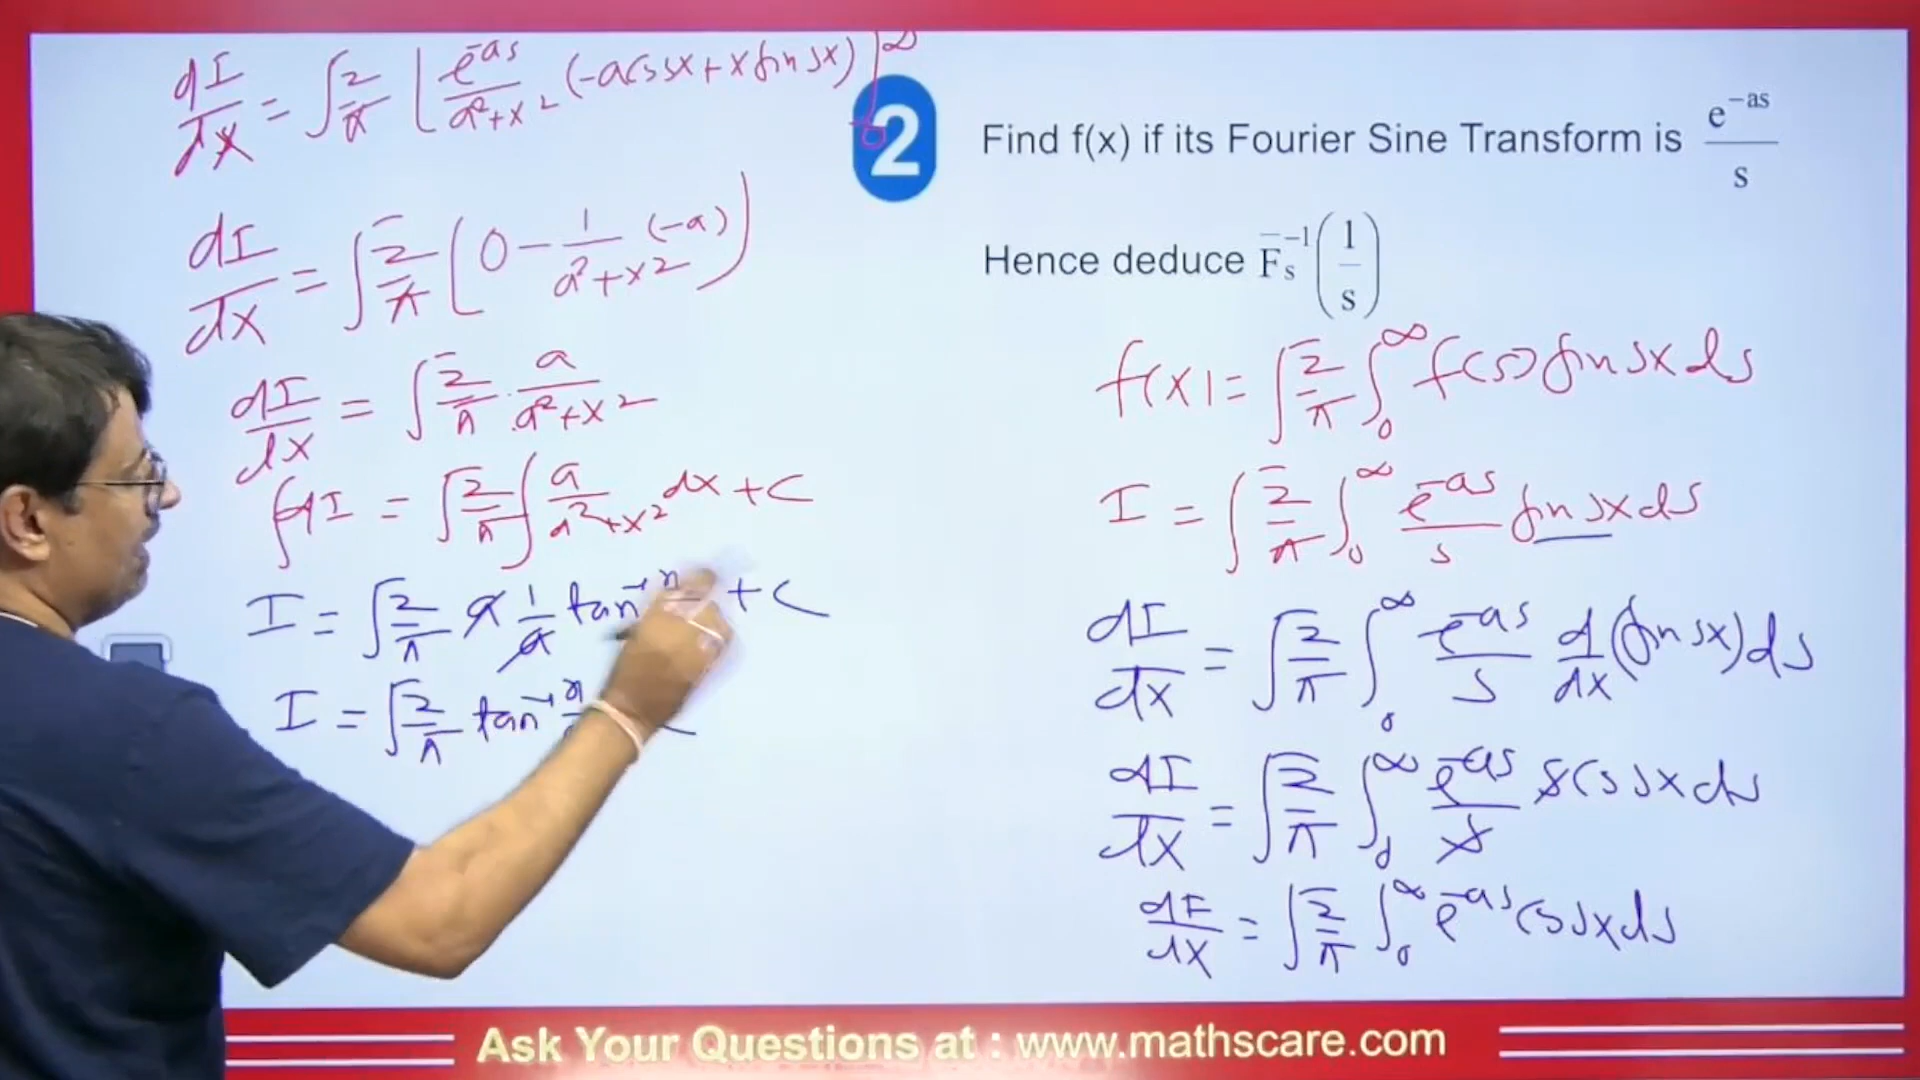 dI/dx = √(2/π) [e^-as/(a²+x²) (-a cos sx + x sin sx)]₀^∞
dI/dx = √(2/π) (0 - 1/(a²+x²) (-a))
dI/dx = √(2/π) · a/(a²+x²)
∫dI = √(2/π) ∫ a/(a²+x²) dx + C
I = √(2/π) a 1/a tan⁻¹ x + C
I = √(2/π) tan⁻¹ x
2 Find f(x) if its Fourier Sine Transform is e^-as/s
Hence deduce F̄s⁻¹(1/s)
f(x) = √(2/π) ∫₀^∞ f(s) sin sx ds
I = √(2/π) ∫₀^∞ e^-as/s sin sx ds
dI/dx = √(2/π) ∫₀^∞ e^-as/s d/dx (sin sx) ds
dI/dx = √(2/π) ∫₀^∞ e^-as/s s cos sx ds
dI/dx = √(2/π) ∫₀^∞ e^-as cos sx ds
Ask Your Questions at : www.mathscare.com